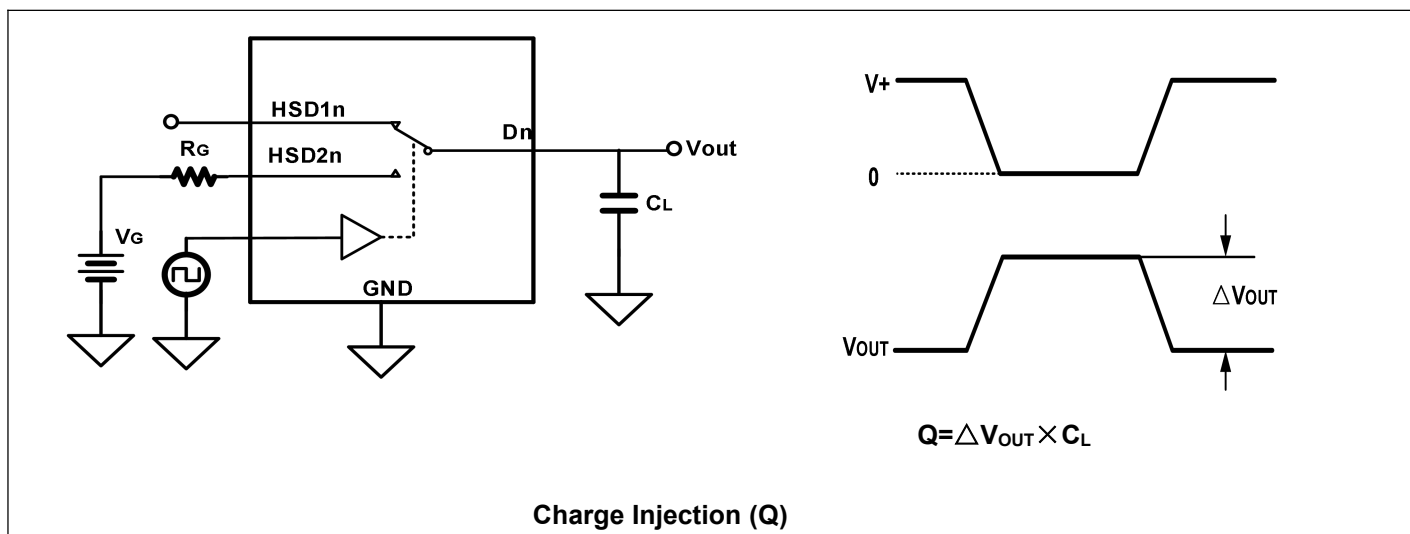 HSD1n
Dn
RG
HSD2n
Vout
CL
VG
GND
V+
0
△VOUT
VOUT
Q=△VOUT×CL
Charge Injection (Q)